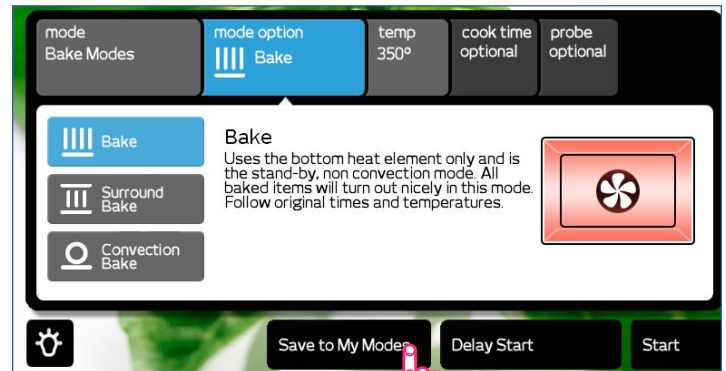 mode
Bake Modes
mode option
Bake
temp
350°
cook time
optional
probe
optional
Bake
Surround
Bake
Convection
Bake
Bake
Uses the bottom heat element only and is
the stand-by, non convection mode. All
baked items will turn out nicely in this mode.
Follow original times and temperatures.
Save to My Modes
Delay Start
Start